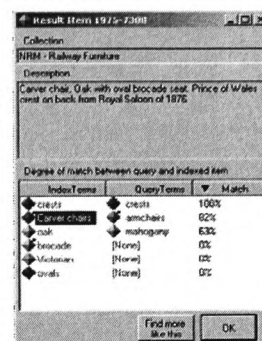 Result Item 1975-7300
Collection
NRM - Railway Furniture
Description
Carver chair, Oak with oval brocade seat. Prince of Wales
crest on back from Royal Saloon of 1876
Degree of match between query and indexed item
IndexTerms QueryTerms Match
crests crests 100%
Carver chairs armchairs 82%
oak mahogany 63%
brocade [None] 0%
Victorian [None] 0%
ovals [None] 0%
Find more
like this
OK